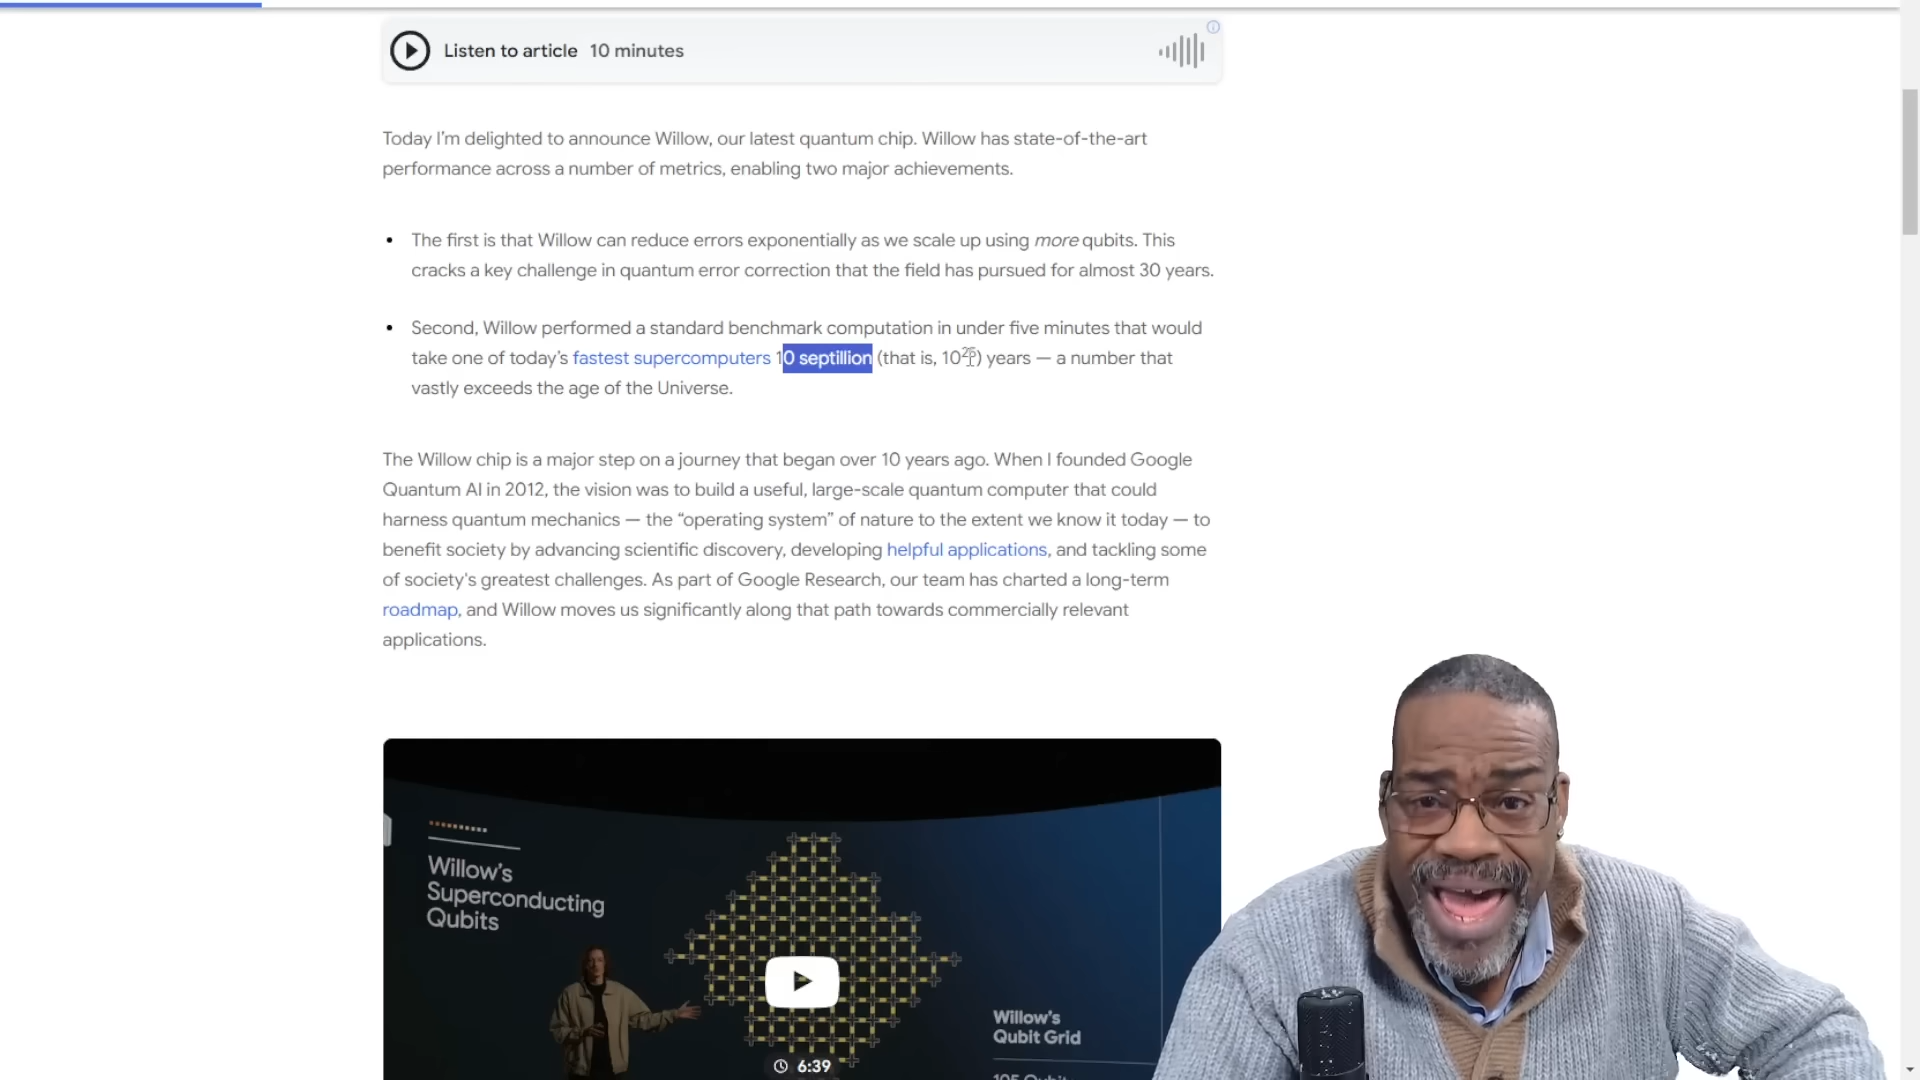 Listen to article 10 minutes
Today I'm delighted to announce Willow, our latest quantum chip. Willow has state-of-the-art
performance across a number of metrics, enabling two major achievements.
• The first is that Willow can reduce errors exponentially as we scale up using more qubits. This
cracks a key challenge in quantum error correction that the field has pursued for almost 30 years.
• Second, Willow performed a standard benchmark computation in under five minutes that would
take one of today's fastest supercomputers 10 septillion (that is, 10²⁵) years — a number that
vastly exceeds the age of the Universe.
The Willow chip is a major step on a journey that began over 10 years ago. When I founded Google
Quantum AI in 2012, the vision was to build a useful, large-scale quantum computer that could
harness quantum mechanics — the “operating system” of nature to the extent we know it today — to
benefit society by advancing scientific discovery, developing helpful applications, and tackling some
of society's greatest challenges. As part of Google Research, our team has charted a long-term
roadmap, and Willow moves us significantly along that path towards commercially relevant
applications.
Willow's
Superconducting
Qubits
Willow's
Qubit Grid
6:39